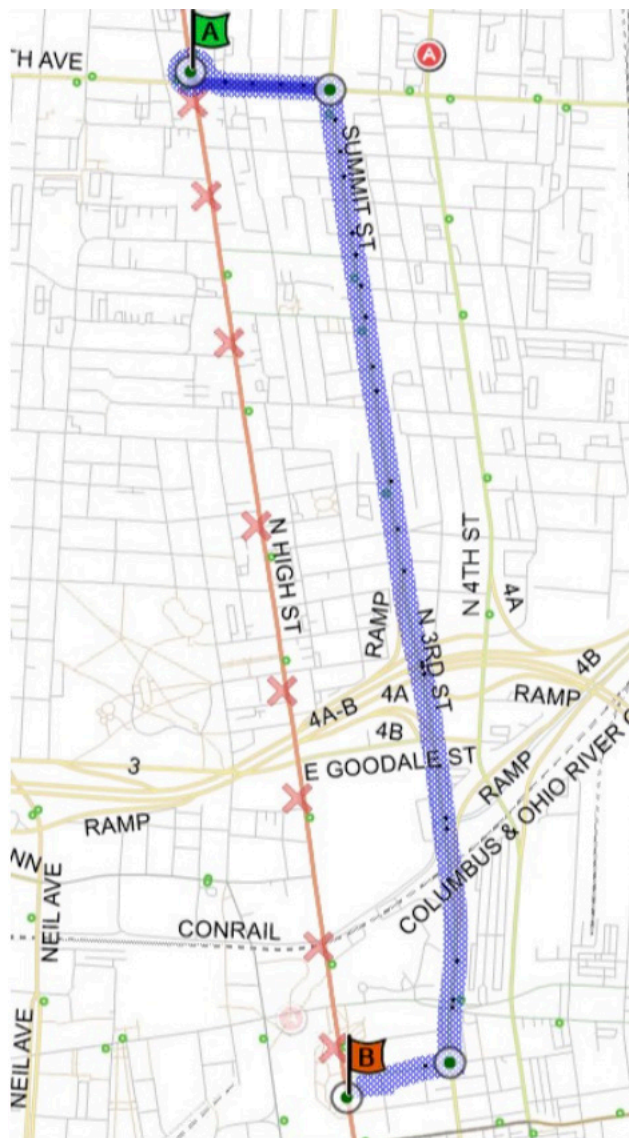 A
TH AVE
A
SUMMIT ST
N HIGH ST
N 4TH ST
4A
RAMP
N 3RD ST
4B
4A
RAMP
4A-B
4B
3
E GOODALE ST
RAMP
RAMP
COLUMBUS & OHIO RIVER
NEIL AVE
CONRAIL
NEIL AVE
B